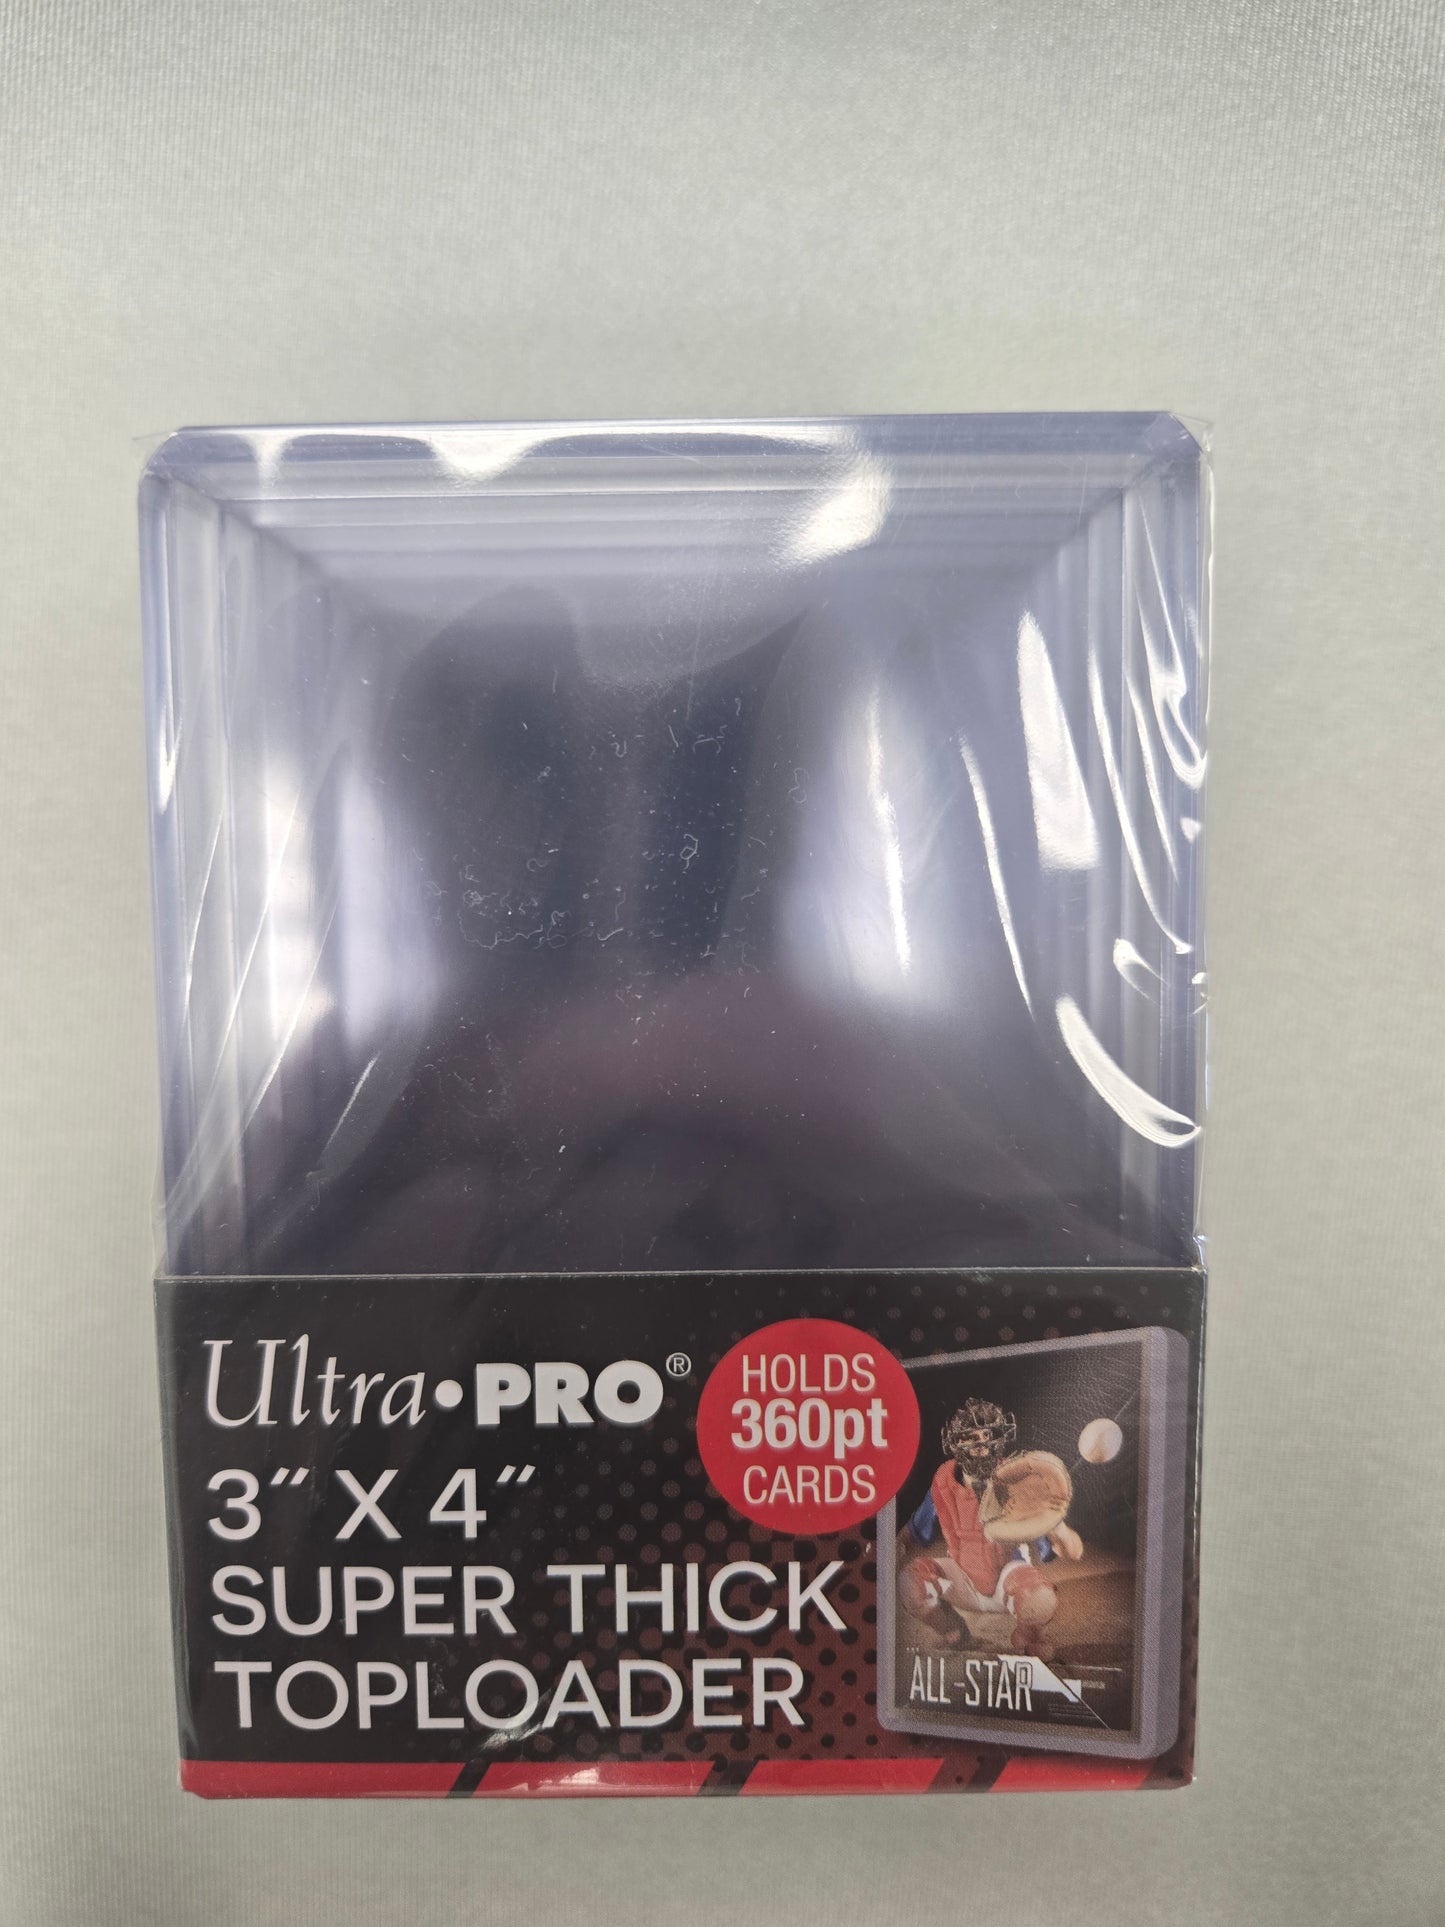 Ultra•PRO®
3" X 4"
SUPER THICK
TOPLOADER
HOLDS
360pt
CARDS
ALL-STAR